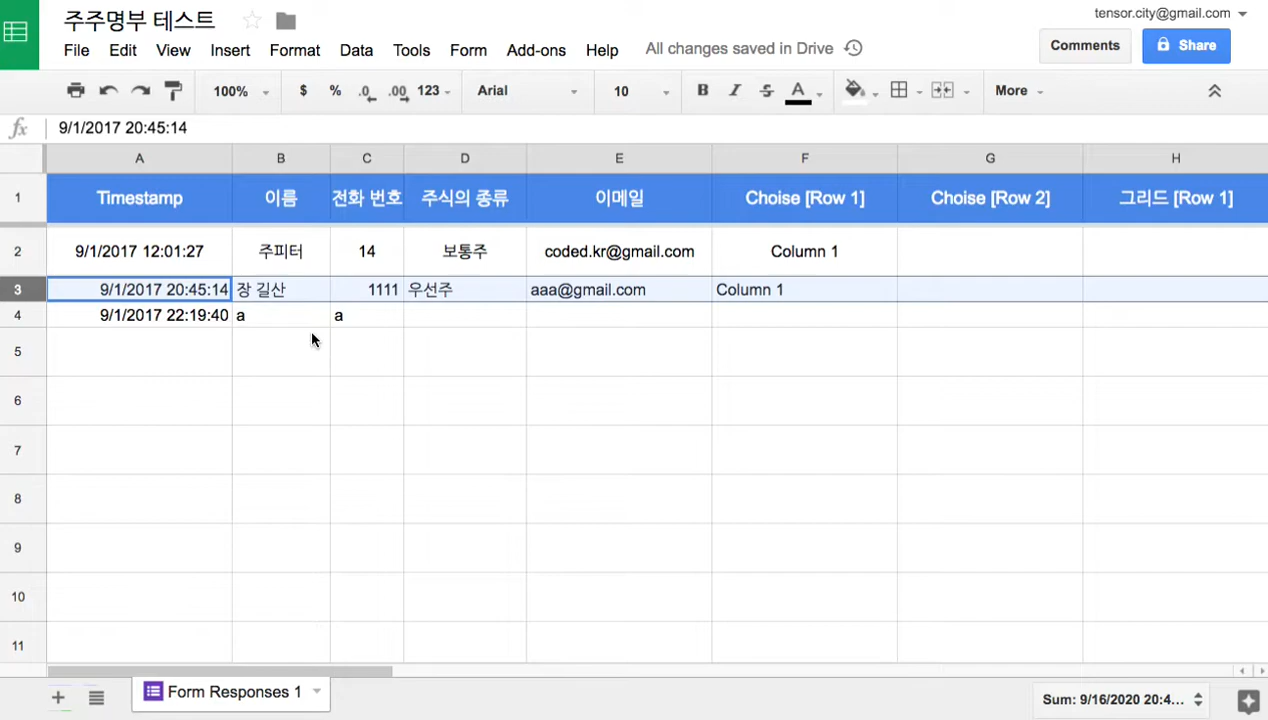 주주명부 테스트
tensor.city@gmail.com
File Edit View Insert Format Data Tools Form Add-ons Help All changes saved in Drive
Comments Share
100% $ % .0 .00 123 Arial 10 B I S A More
fx 9/1/2017 20:45:14
A B C D E F G H
1 Timestamp 이름 전화 번호 주식의 종류 이메일 Choise [Row 1] Choise [Row 2] 그리드 [Row 1]
2 9/1/2017 12:01:27 주피터 14 보통주 coded.kr@gmail.com Column 1
3 9/1/2017 20:45:14 장 길산 1111 우선주 aaa@gmail.com Column 1
4 9/1/2017 22:19:40 a a
5
6
7
8
9
10
11
Form Responses 1
Sum: 9/16/2020 20:4...